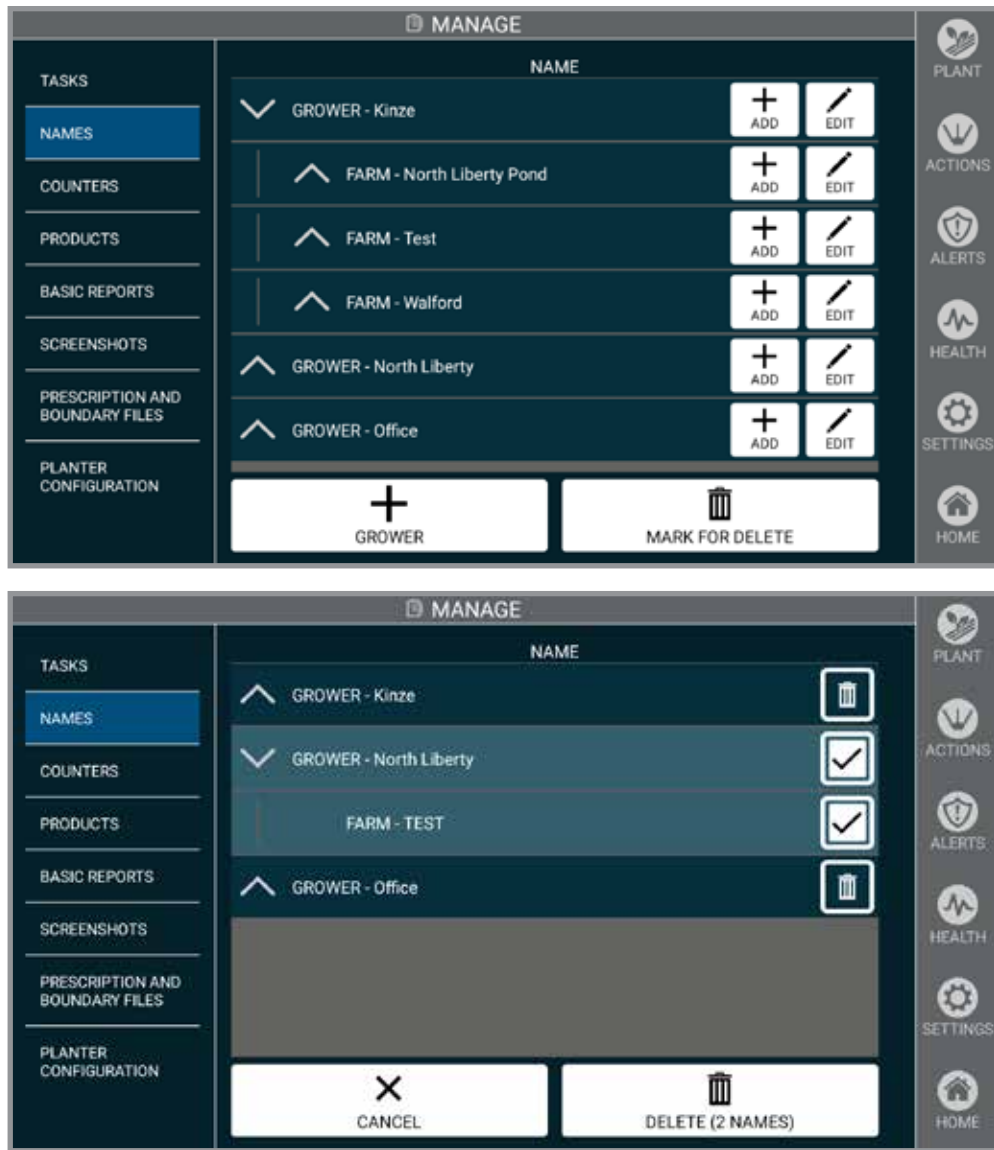 MANAGE
TASKS
NAMES
COUNTERS
PRODUCTS
BASIC REPORTS
SCREENSHOTS
PRESCRIPTION AND
BOUNDARY FILES
PLANTER
CONFIGURATION
NAME
GROWER - Kinze
ADD
EDIT
FARM - North Liberty Pond
ADD
EDIT
FARM - Test
ADD
EDIT
FARM - Walford
ADD
EDIT
GROWER - North Liberty
ADD
EDIT
GROWER - Office
ADD
EDIT
GROWER
MARK FOR DELETE
PLANT
ACTIONS
ALERTS
HEALTH
SETTINGS
HOME
MANAGE
TASKS
NAMES
COUNTERS
PRODUCTS
BASIC REPORTS
SCREENSHOTS
PRESCRIPTION AND
BOUNDARY FILES
PLANTER
CONFIGURATION
NAME
GROWER - Kinze
GROWER - North Liberty
FARM - TEST
GROWER - Office
CANCEL
DELETE (2 NAMES)
PLANT
ACTIONS
ALERTS
HEALTH
SETTINGS
HOME